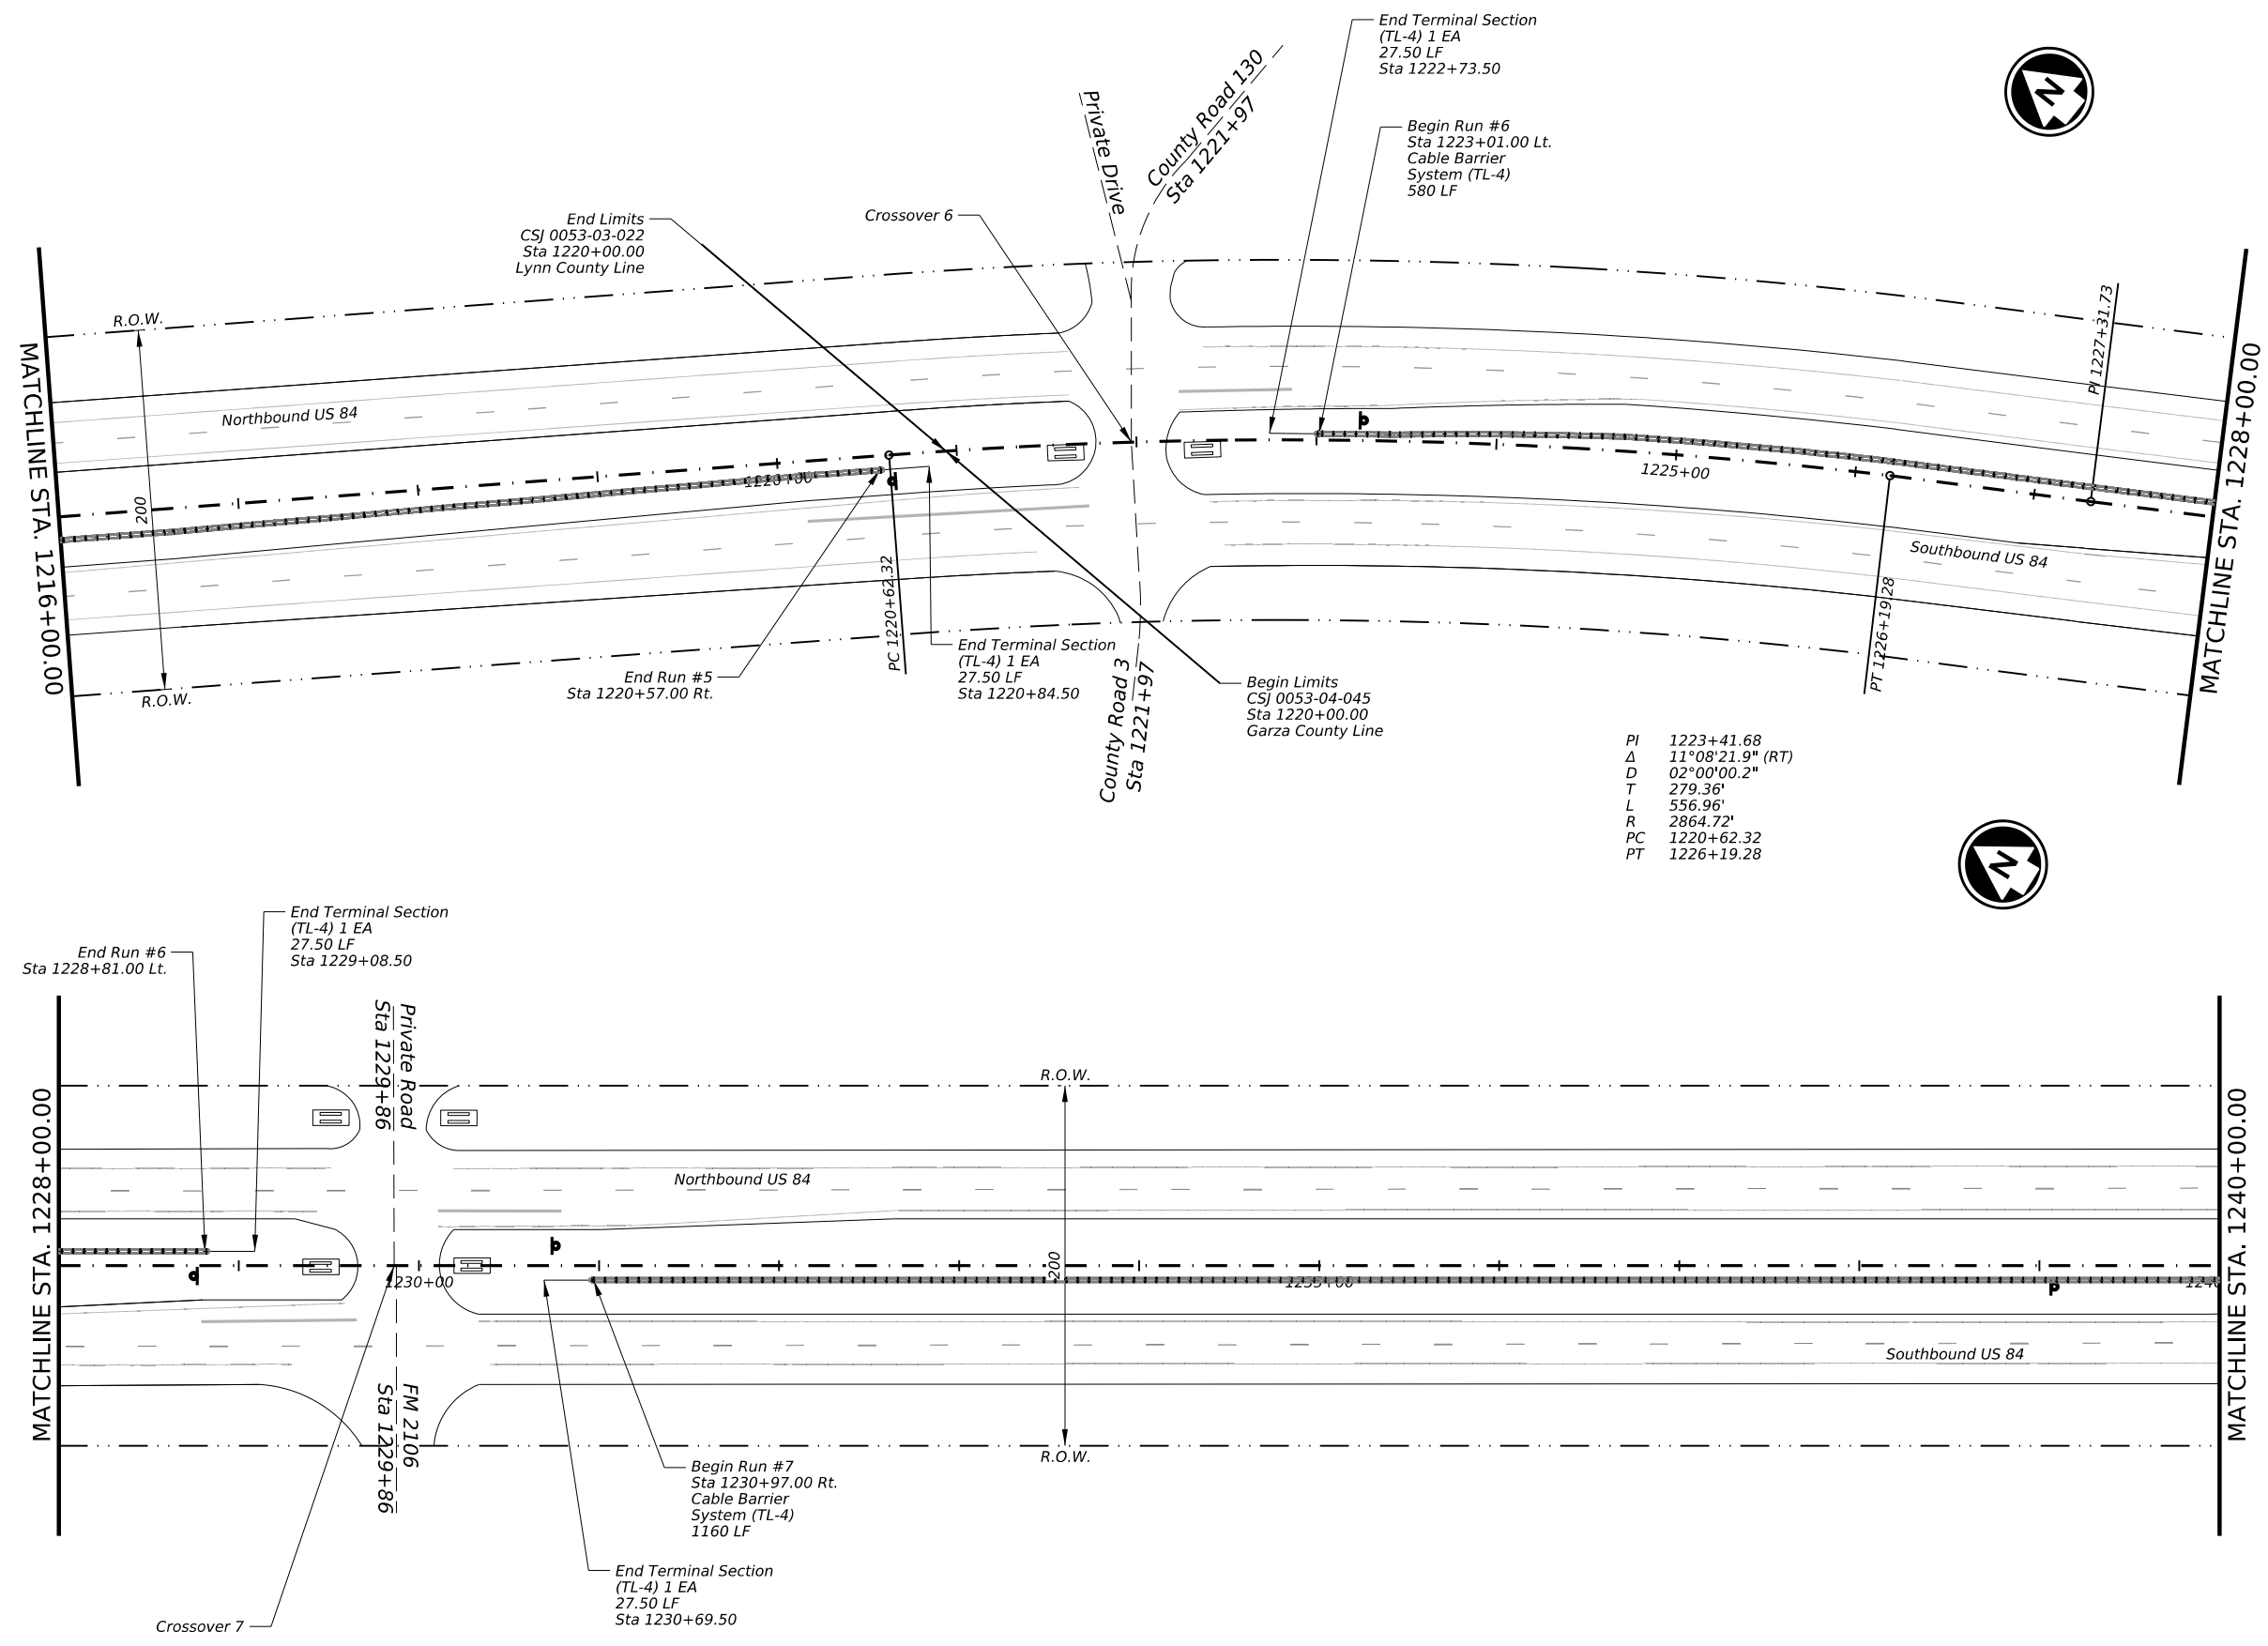 End Terminal Section
(TL-4) 1 EA
27.50 LF
Sta 1222+73.50
N
Begin Run #6
Sta 1223+01.00 Lt.
Cable Barrier
System (TL-4)
580 LF
Private Drive
County Road 130
Sta 1221+97
Crossover 6
End Limits
CSJ 0053-03-022
Sta 1220+00.00
Lynn County Line
R.O.W.
MATCHLINE STA. 1216+00.00
Northbound US 84
200
1220+00
1225+00
PI 1227+31.73
MATCHLINE STA. 1228+00.00
Southbound US 84
PC 1220+62.32
PT 1226+19.28
R.O.W.
End Run #5
Sta 1220+57.00 Rt.
End Terminal Section
(TL-4) 1 EA
27.50 LF
Sta 1220+84.50
County Road 3
Sta 1221+97
Begin Limits
CSJ 0053-04-045
Sta 1220+00.00
Garza County Line
PI 1223+41.68
Δ 11°08'21.9" (RT)
D 02°00'00.2"
T 279.36'
L 556.96'
R 2864.72'
PC 1220+62.32
PT 1226+19.28
N
End Run #6
Sta 1228+81.00 Lt.
End Terminal Section
(TL-4) 1 EA
27.50 LF
Sta 1229+08.50
Private Road
Sta 1229+86
R.O.W.
MATCHLINE STA. 1228+00.00
Northbound US 84
200
1230+00
1235+00
1240
MATCHLINE STA. 1240+00.00
Southbound US 84
FM 2106
Sta 1229+86
R.O.W.
Begin Run #7
Sta 1230+97.00 Rt.
Cable Barrier
System (TL-4)
1160 LF
End Terminal Section
(TL-4) 1 EA
27.50 LF
Sta 1230+69.50
Crossover 7